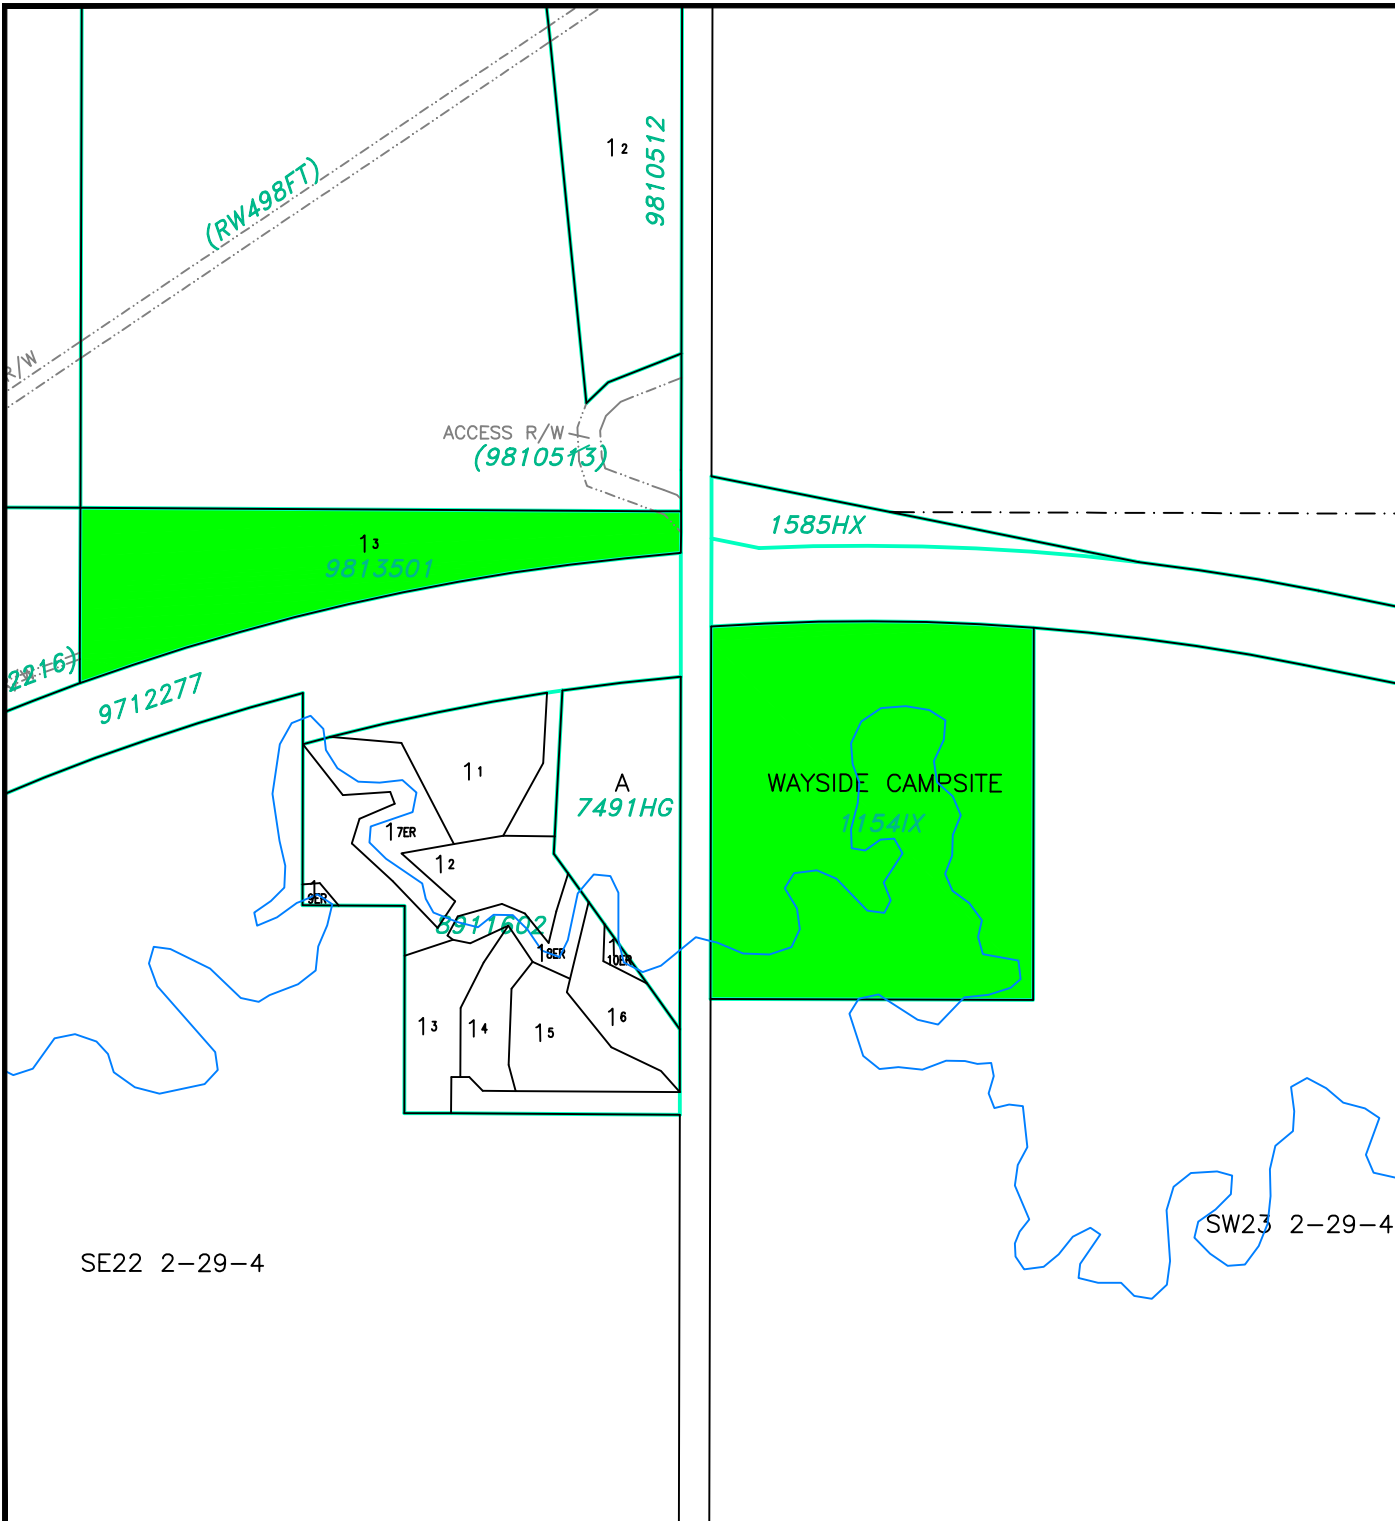 1 2
9810512
(RW498FT)
R/W
ACCESS R/W
(9810513)
1585HX
1 3
9813501
2216)
9712277
1 1
A
7491HG
WAYSIDE CAMPSITE
1154IX
1 7ER
1 2
1
9ER
8911602
1 8ER
1
10ER
1 3
1 4
1 5
1 6
SW23 2-29-4
SE22 2-29-4